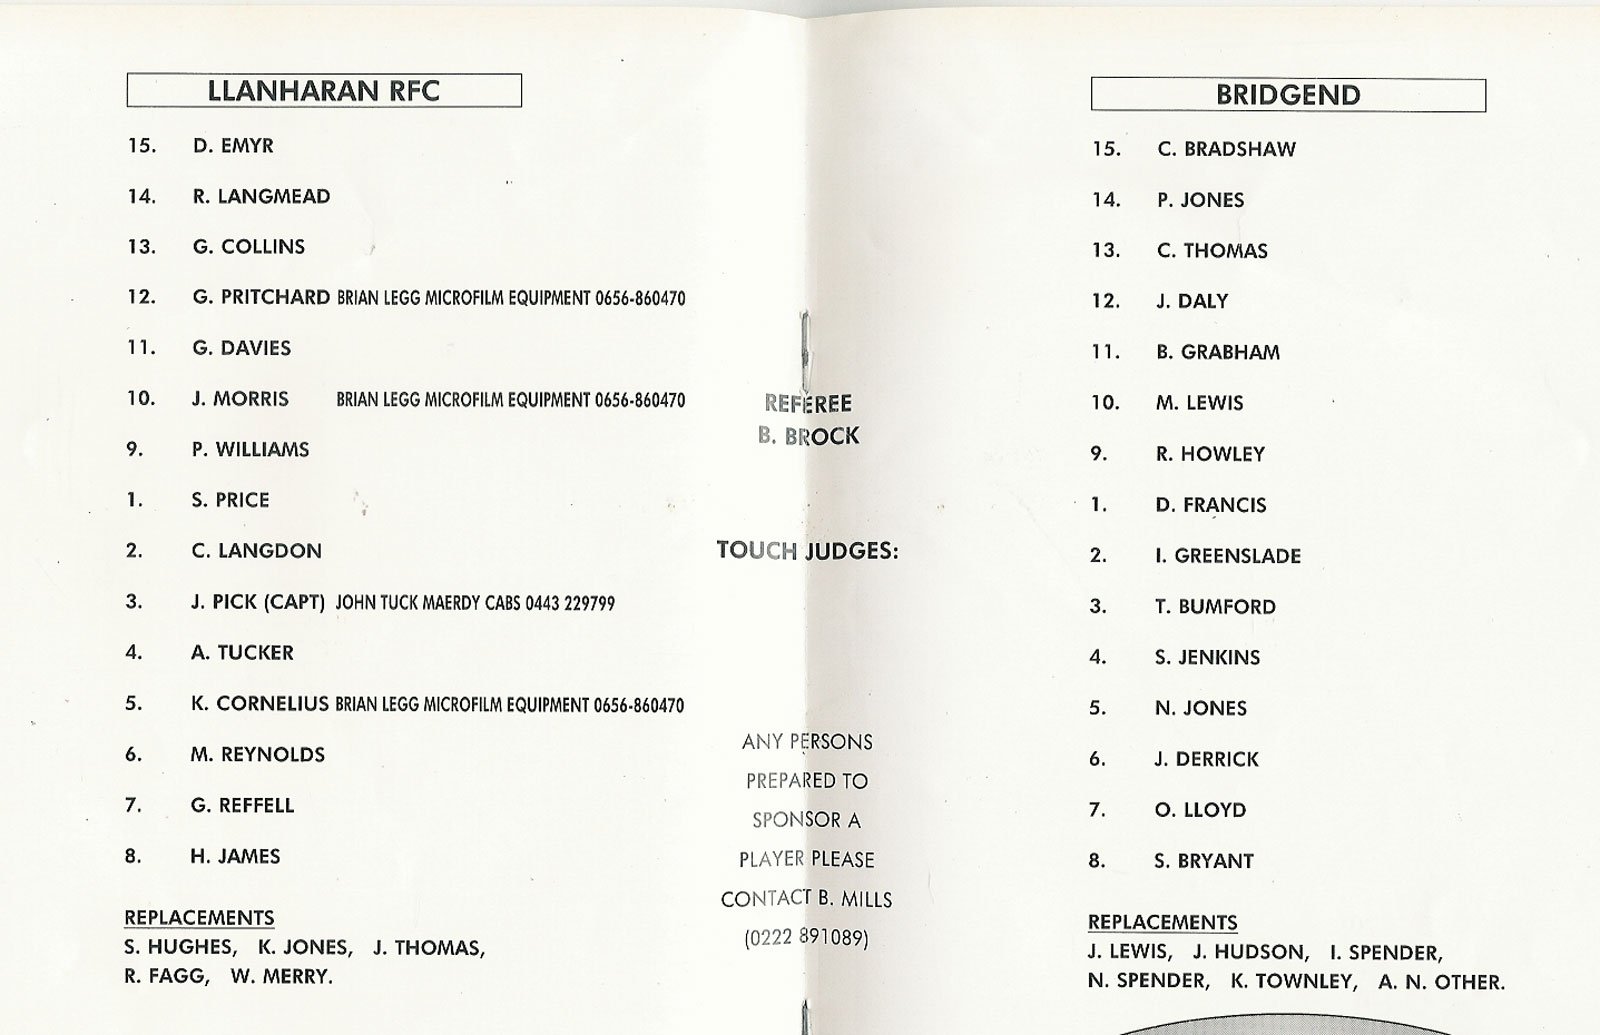 LLANHARAN RFC
15. D. EMYR
14. R. LANGMEAD
13. G. COLLINS
12. G. PRITCHARD BRIAN LEGG MICROFILM EQUIPMENT 0656-860470
11. G. DAVIES
10. J. MORRIS BRIAN LEGG MICROFILM EQUIPMENT 0656-860470
9. P. WILLIAMS
1. S. PRICE
2. C. LANGDON
3. J. PICK (CAPT) JOHN TUCK MAERDY CABS 0443 229799
4. A. TUCKER
5. K. CORNELIUS BRIAN LEGG MICROFILM EQUIPMENT 0656-860470
6. M. REYNOLDS
7. G. REFFELL
8. H. JAMES
REPLACEMENTS
S. HUGHES, K. JONES, J. THOMAS,
R. FAGG, W. MERRY.
REFEREE
B. BROCK
TOUCH JUDGES:
ANY PERSONS
PREPARED TO
SPONSOR A
PLAYER PLEASE
CONTACT B. MILLS
(0222 891089)
BRIDGEND
15. C. BRADSHAW
14. P. JONES
13. C. THOMAS
12. J. DALY
11. B. GRABHAM
10. M. LEWIS
9. R. HOWLEY
1. D. FRANCIS
2. I. GREENSLADE
3. T. BUMFORD
4. S. JENKINS
5. N. JONES
6. J. DERRICK
7. O. LLOYD
8. S. BRYANT
REPLACEMENTS
J. LEWIS, J. HUDSON, I. SPENDER,
N. SPENDER, K. TOWNLEY, A. N. OTHER.